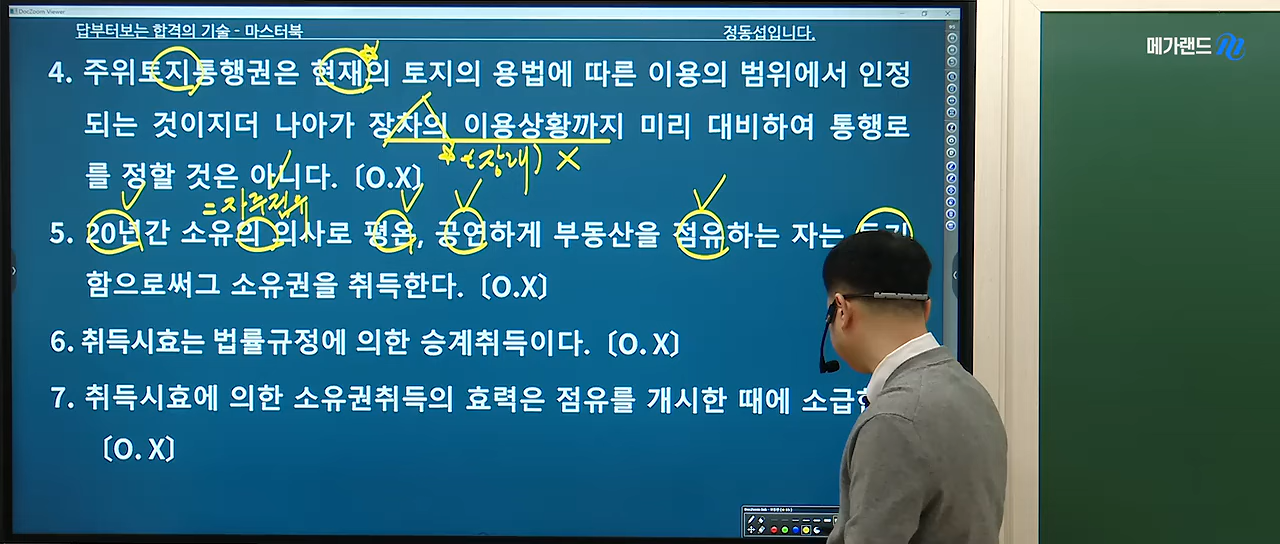 DocZoom Viewer
답부터보는 합격의 기술 - 마스터북
정동섭입니다.
메가랜드
4. 주위토지통행권은 현재의 토지의 용법에 따른 이용의 범위에서 인정
되는 것이지더 나아가 장차의 이용상황까지 미리 대비하여 통행로
(장래) X
를 정할 것은 아니다. 〔O.X〕
= 자주점유
5. 20년간 소유의 의사로 평온, 공연하게 부동산을 점유하는 자는
함으로써그 소유권을 취득한다. 〔O.X〕
6. 취득시효는 법률규정에 의한 승계취득이다. 〔O. X〕
7. 취득시효에 의한 소유권취득의 효력은 점유를 개시한 때에 소급
〔O. X〕